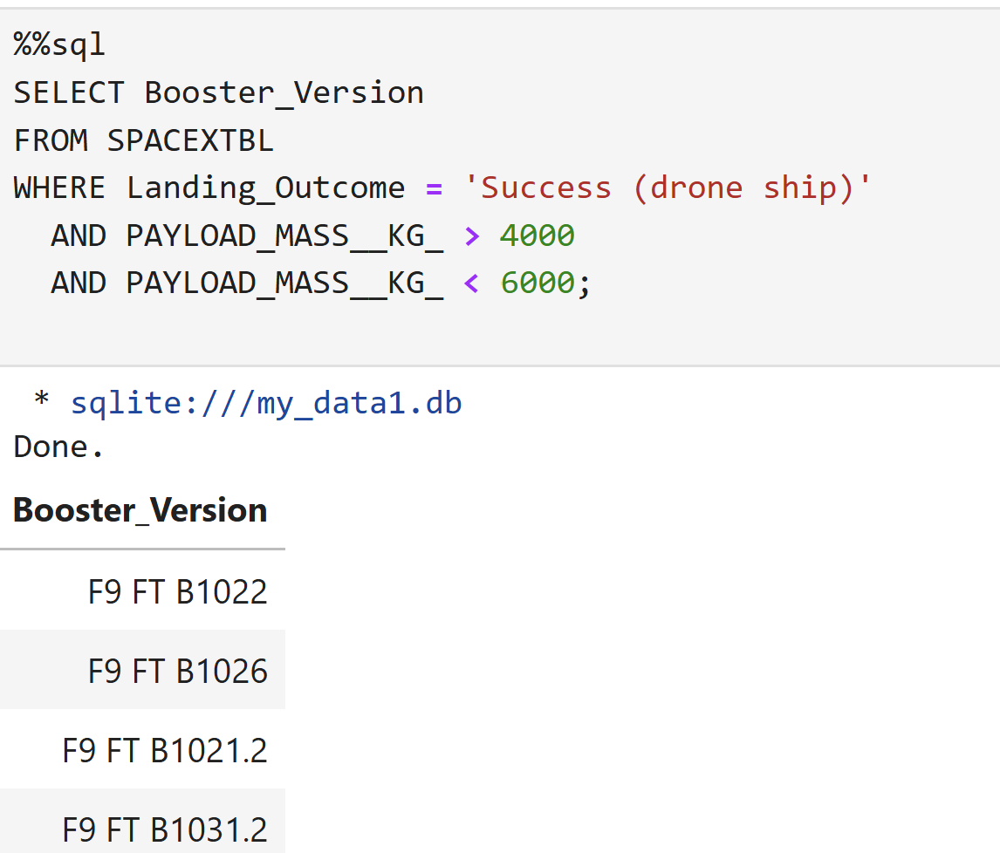 %%sql
SELECT Booster_Version
FROM SPACEXTBL
WHERE Landing_Outcome = 'Success (drone ship)'
  AND PAYLOAD_MASS__KG_ > 4000
  AND PAYLOAD_MASS__KG_ < 6000;
* sqlite:///my_data1.db
Done.
Booster_Version
F9 FT B1022
F9 FT B1026
F9 FT B1021.2
F9 FT B1031.2